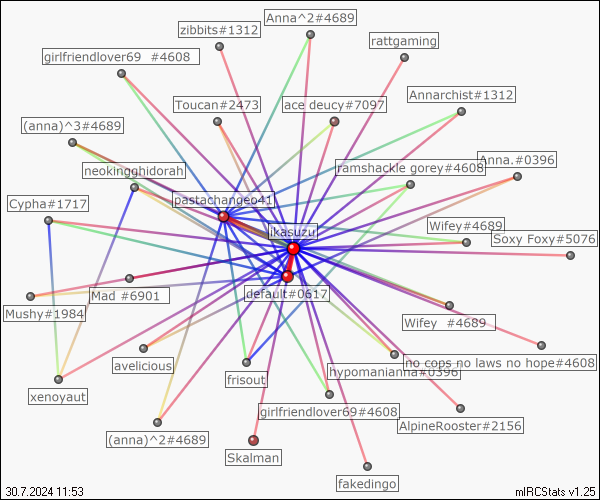 Anna^2#4689
zibbits#1312
rattgaming
girlfriendlover69 #4608
Annarchist#1312
Toucan#2473
ace deucy#7097
(anna)^3#4689
Anna.#0396
neokingghidorah
ramshackle gorey#4608
pastachangeo41
Cypha#1717
Wifey#4689
ikasuzu
Soxy Foxy#5076
Mad #6901
default#0617
Mushy#1984
Wifey #4689
avelicious
no cops no laws no hope#4608
hypomanianna#0396
frisout
xenoyaut
girlfriendlover69#4608
AlpineRooster#2156
(anna)^2#4689
Skalman
fakedingo
30.7.2024 11:53
mIRCStats v1.25